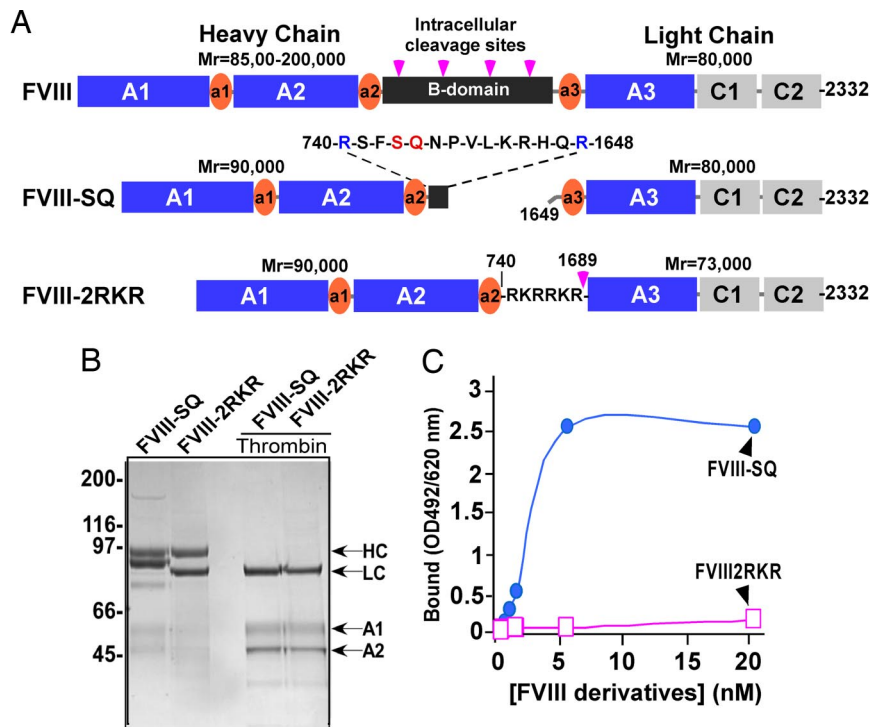 A
Heavy Chain
Intracellular
cleavage sites
Light Chain
Mr=85,00-200,000
Mr=80,000
FVIII
A1
a1
A2
a2
B-domain
a3
A3
C1
C2
-2332
740-R-S-F-S-Q-N-P-V-L-K-R-H-Q-R-1648
Mr=90,000
Mr=80,000
FVIII-SQ
A1
a1
A2
a2
1649
a3
A3
C1
C2
-2332
740
1689
Mr=90,000
Mr=73,000
FVIII-2RKR
A1
a1
A2
a2
-RKRRKR-
A3
C1
C2
-2332
B
FVIII-SQ
FVIII-2RKR
FVIII-SQ
FVIII-2RKR
Thrombin
200-
116-
97-
66-
45-
HC
LC
A1
A2
C
Bound (OD492/620 nm)
3
2.5
2
1
0.5
0
FVIII-SQ
FVIII2RKR
0
5
10
15
20
[FVIII derivatives] (nM)